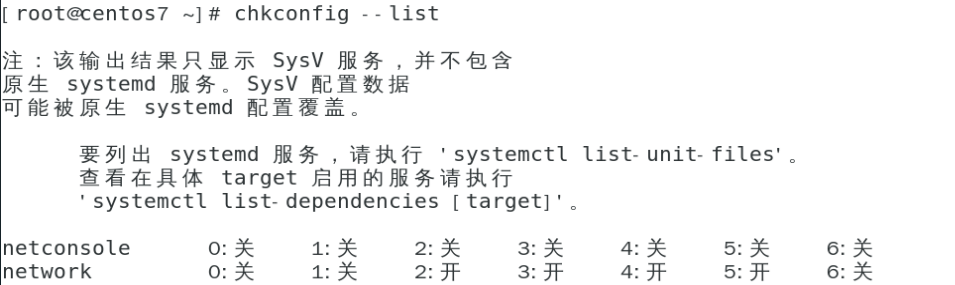 [root@centos7 ~]# chkconfig --list
注：该输出结果只显示 SysV 服务，并不包含
原生 systemd 服务。SysV 配置数据
可能被原生 systemd 配置覆盖。
要列出 systemd 服务，请执行 'systemctl list-unit-files'。
查看在具体 target 启用的服务请执行
'systemctl list-dependencies [target]'。
netconsole 0:关 1:关 2:关 3:关 4:关 5:关 6:关
network 0:关 1:关 2:开 3:开 4:开 5:开 6:关